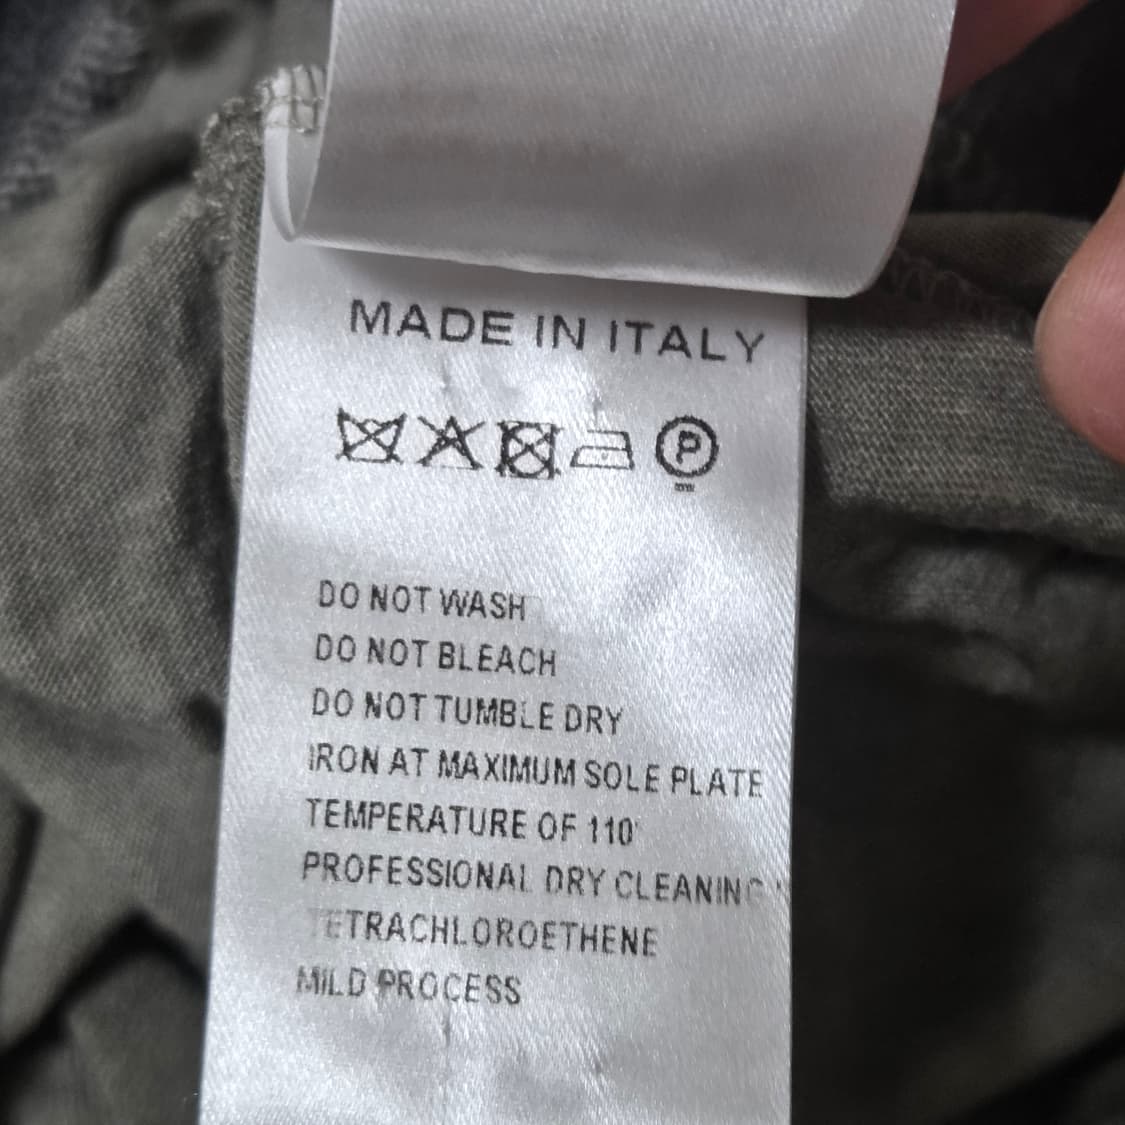 MADE IN ITALY
P
DO NOT WASH
DO NOT BLEACH
DO NOT TUMBLE DRY
IRON AT MAXIMUM SOLE PLATE
TEMPERATURE OF 110
PROFESSIONAL DRY CLEANING
TETRACHLOROETHENE
MILD PROCESS